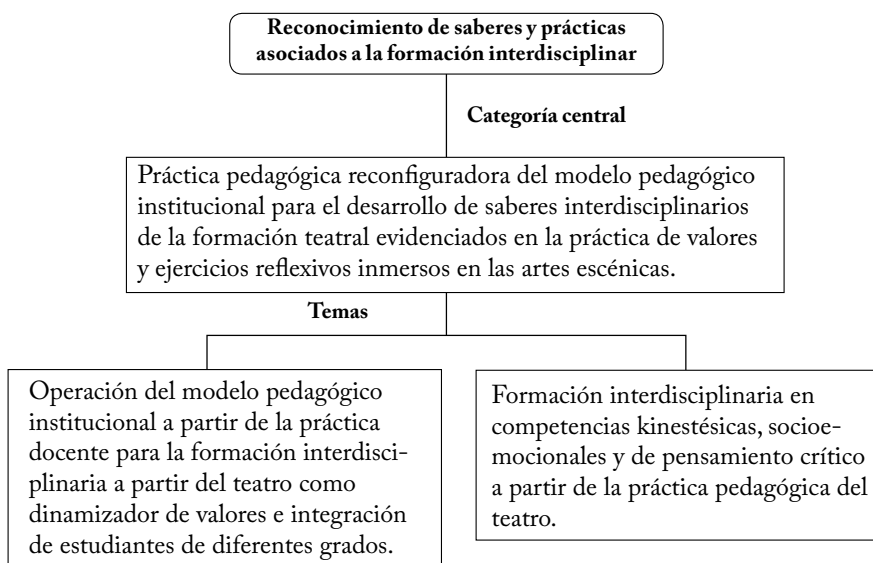 Reconocimiento de saberes y prácticas
asociados a la formación interdisciplinar
Categoría central
Práctica pedagógica reconfiguradora del modelo pedagógico
institucional para el desarrollo de saberes interdisciplinarios
de la formación teatral evidenciados en la práctica de valores
y ejercicios reflexivos inmersos en las artes escénicas.
Temas
Operación del modelo pedagógico
institucional a partir de la práctica
docente para la formación interdisci-
plinaria a partir del teatro como
dinamizador de valores e integración
de estudiantes de diferentes grados.
Formación interdisciplinaria en
competencias kinestésicas, socioe-
mocionales y de pensamiento crítico
a partir de la práctica pedagógica del
teatro.